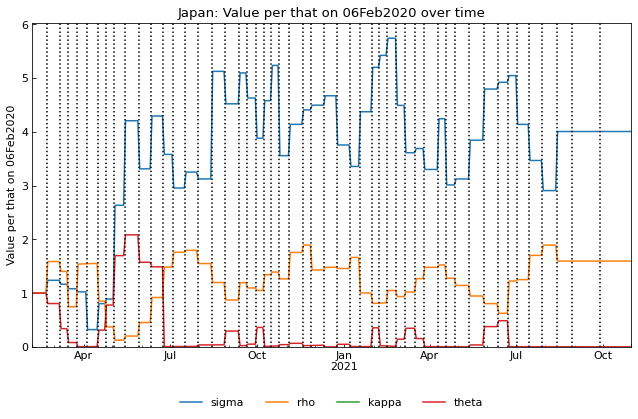 Japan: Value per that on 06Feb2020 over time
Value per that on 06Feb2020
6
5
4
3
2
1
0
Apr Jul Oct Jan Apr Jul Oct
2021
sigma rho kappa theta